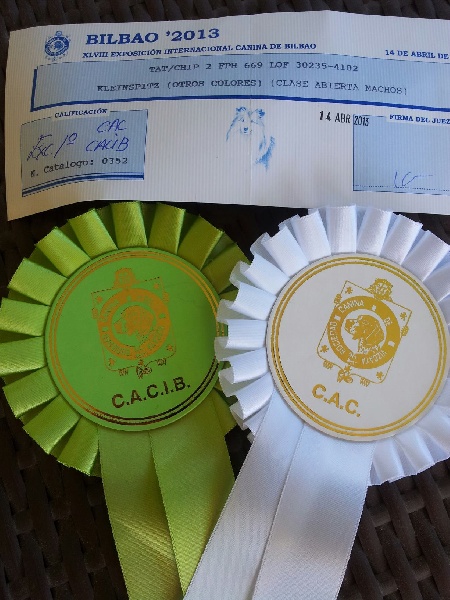 BILBAO '2013
XLVIII EXPOSICIÓN INTERNACIONAL CANINA DE BILBAO
14 DE ABRIL DE
TAT/CHIP 2 FPH 669 LOF 30235-4102
KLEINSPITZ (OTROS COLORES) (CLASE ABIERTA MACHOS)
CALIFICACIÓN
Exc. 1º CAC
CACIB
N. Catalogo: 0352
14 ABR 2013
FIRMA DEL JUEZ
C.A.C.I.B.
CANINA
C.A.C.